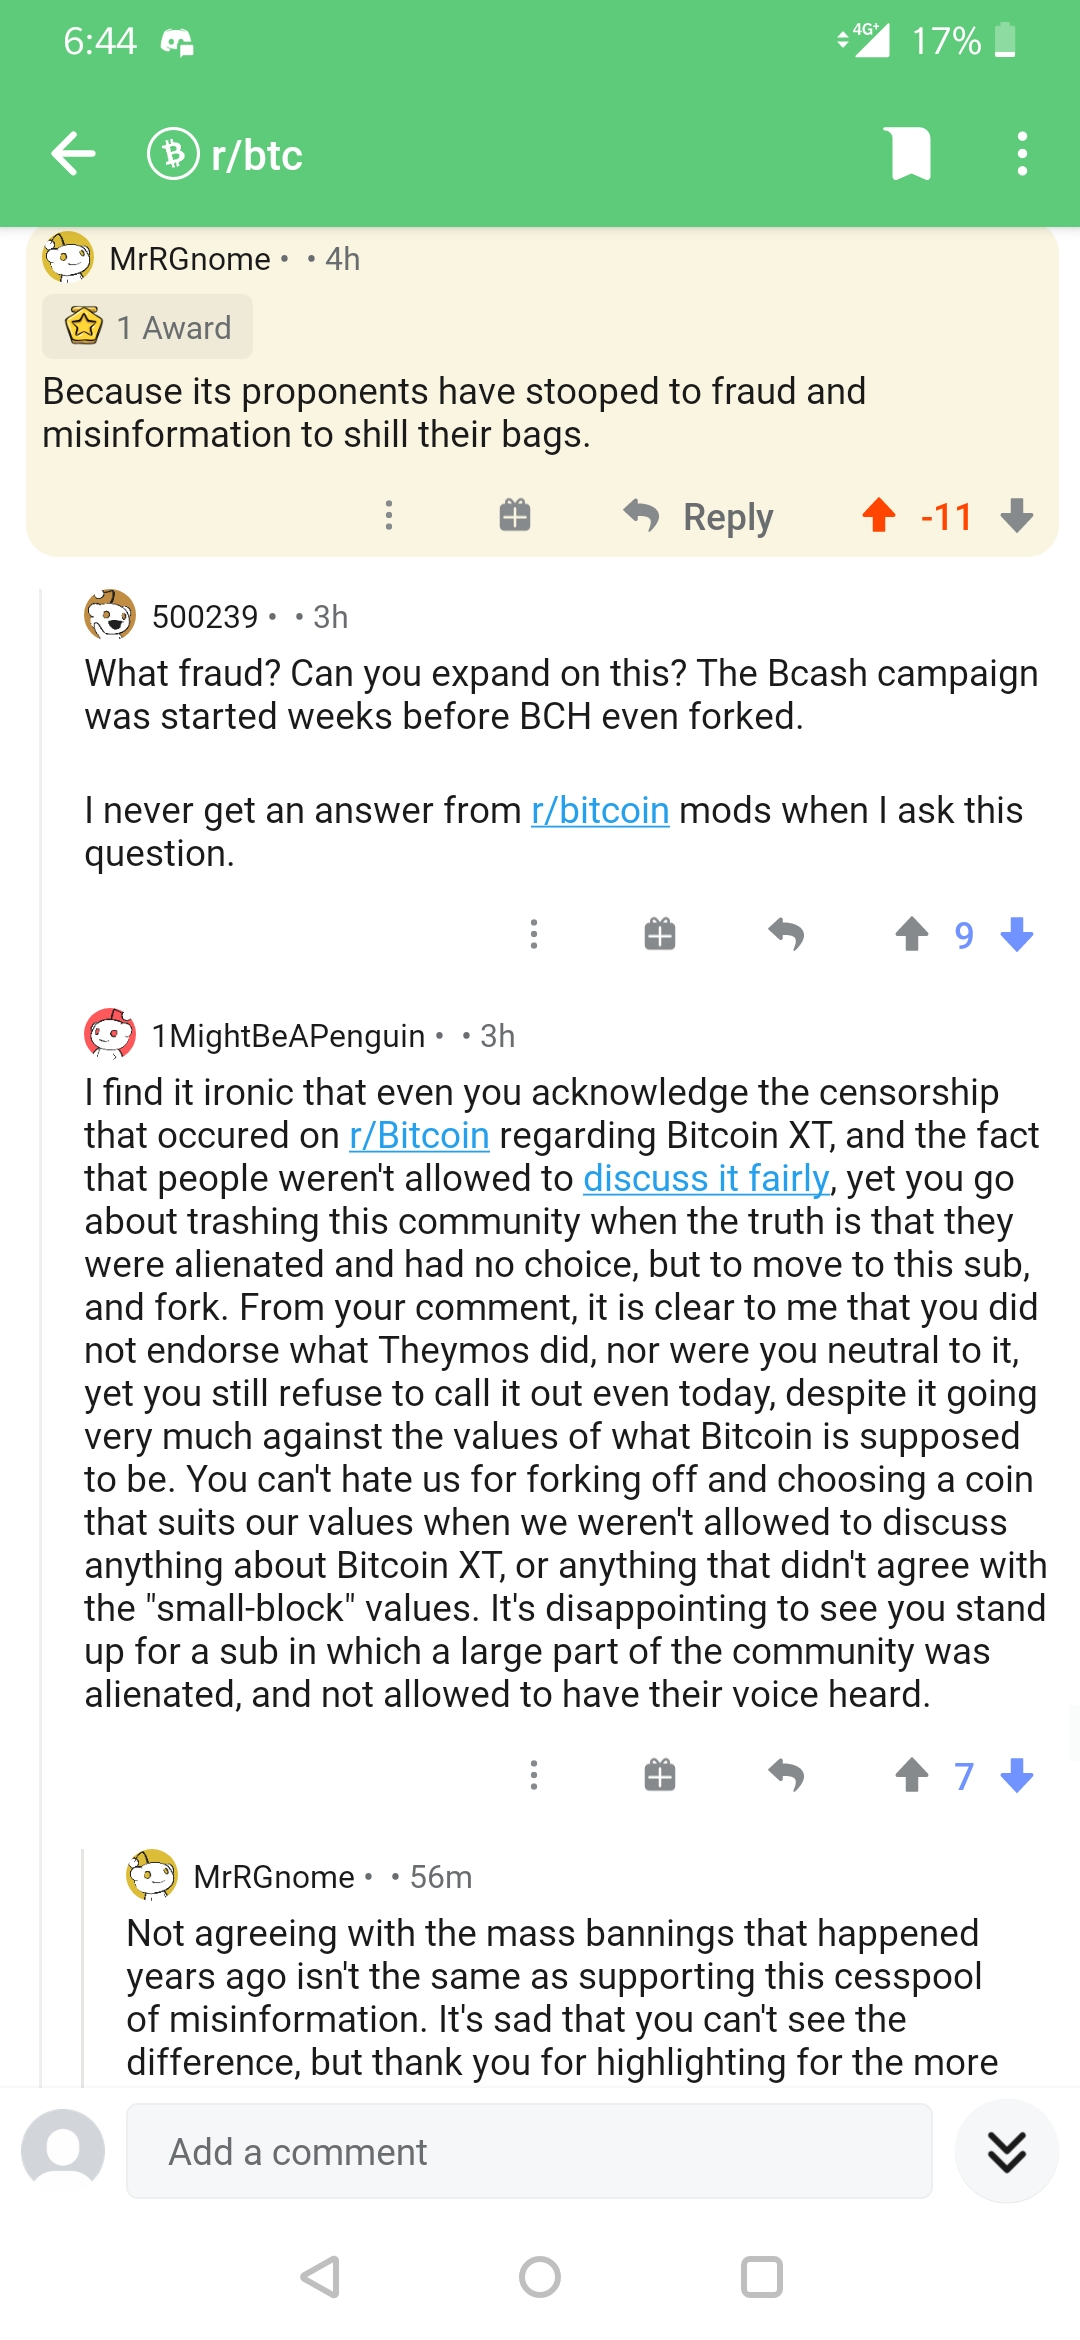 6:44
4G+ 17%
r/btc
MrRGnome • • 4h
1 Award
Because its proponents have stooped to fraud and
misinformation to shill their bags.
Reply -11
500239 • • 3h
What fraud? Can you expand on this? The Bcash campaign
was started weeks before BCH even forked.
I never get an answer from r/bitcoin mods when I ask this
question.
9
1MightBeAPenguin • • 3h
I find it ironic that even you acknowledge the censorship
that occured on r/Bitcoin regarding Bitcoin XT, and the fact
that people weren't allowed to discuss it fairly, yet you go
about trashing this community when the truth is that they
were alienated and had no choice, but to move to this sub,
and fork. From your comment, it is clear to me that you did
not endorse what Theymos did, nor were you neutral to it,
yet you still refuse to call it out even today, despite it going
very much against the values of what Bitcoin is supposed
to be. You can't hate us for forking off and choosing a coin
that suits our values when we weren't allowed to discuss
anything about Bitcoin XT, or anything that didn't agree with
the "small-block" values. It's disappointing to see you stand
up for a sub in which a large part of the community was
alienated, and not allowed to have their voice heard.
7
MrRGnome • • 56m
Not agreeing with the mass bannings that happened
years ago isn't the same as supporting this cesspool
of misinformation. It's sad that you can't see the
difference, but thank you for highlighting for the more
Add a comment